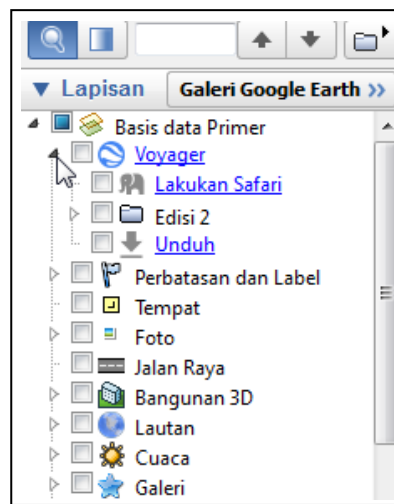 Lapisan Galeri Google Earth >>
Basis data Primer
Voyager
Lakukan Safari
Edisi 2
Unduh
Perbatasan dan Label
Tempat
Foto
Jalan Raya
Bangunan 3D
Lautan
Cuaca
Galeri